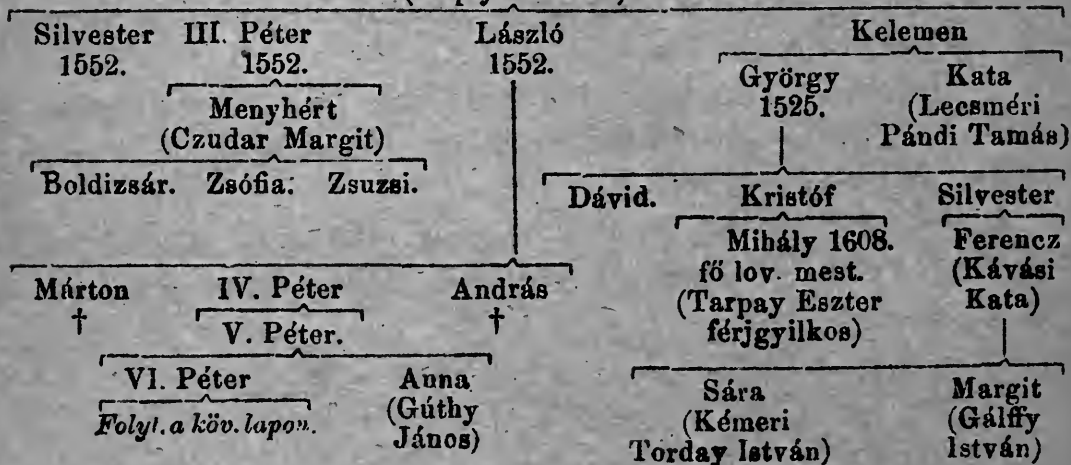 Silvester III. Péter László Kelemen
1552. 1552. 1552.
György Kata
1525. (Lecsméri
Pándi Tamás)
Menyhért
(Czudar Margit)
Boldizsár. Zsófia. Zsuzsi.
Dávid. Kristóf Silvester
Mihály 1608. Ferencz
fő lov. mest. (Kávási
(Tarpay Eszter Kata)
férjgyilkos)
Márton IV. Péter András
† †
V. Péter.
VI. Péter Anna
Folyt. a köv. lapon. (Gúthy
János)
Sára Margit
(Kémeri (Gálffy
Torday István) István)